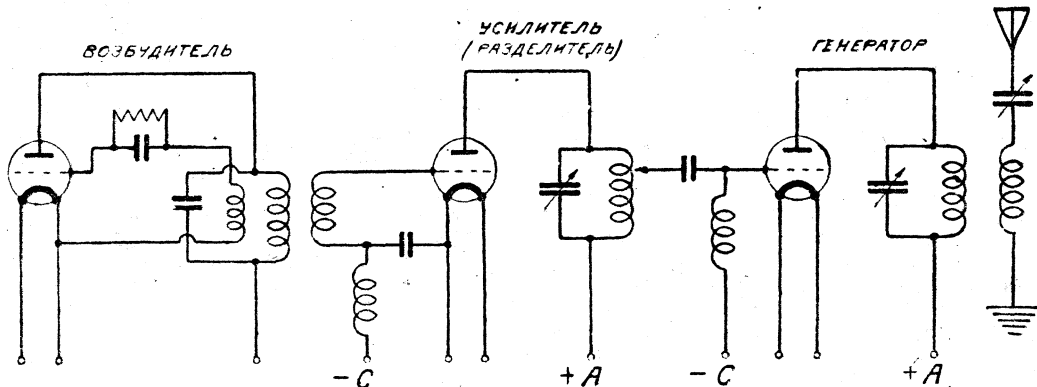 ВОЗБУДИТЕЛЬ
УСИЛИТЕЛЬ
(РАЗДЕЛИТЕЛЬ)
ГЕНЕРАТОР
- C
+ A
- C
+ A